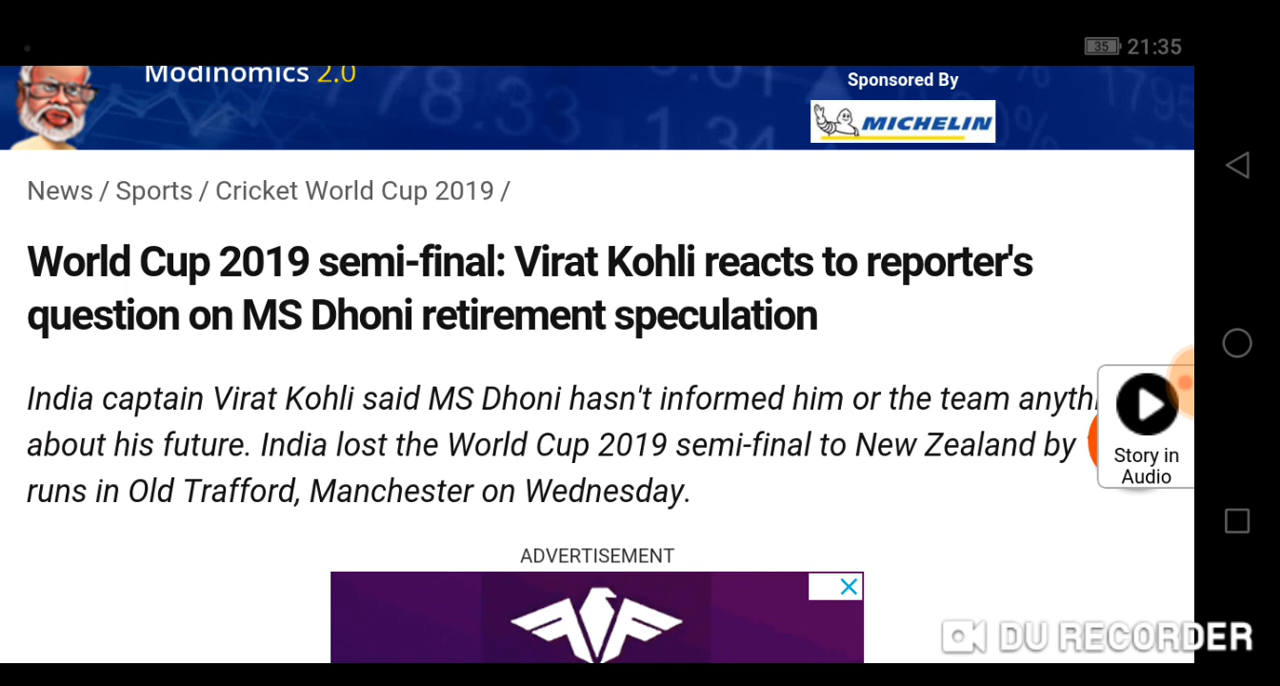 35 21:35
Modinomics 2.0
Sponsored By
MICHELIN
News / Sports / Cricket World Cup 2019 /
World Cup 2019 semi-final: Virat Kohli reacts to reporter's
question on MS Dhoni retirement speculation
India captain Virat Kohli said MS Dhoni hasn't informed him or the team
about his future. India lost the World Cup 2019 semi-final to New Zealand by
runs in Old Trafford, Manchester on Wednesday.
Story in
Audio
ADVERTISEMENT
DU RECORDER